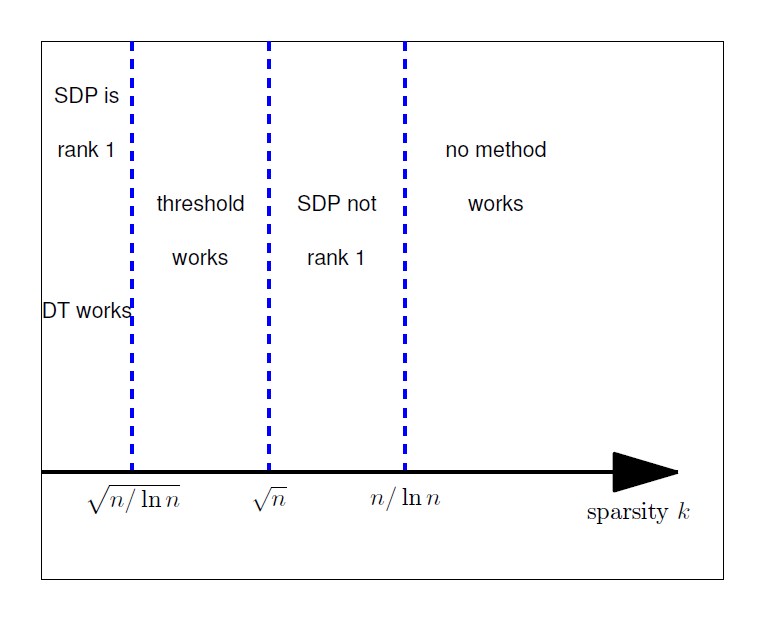 SDP is
rank 1
DT works
threshold
works
SDP not
rank 1
no method
works
√n/ ln n
√n
n/ ln n
sparsity k